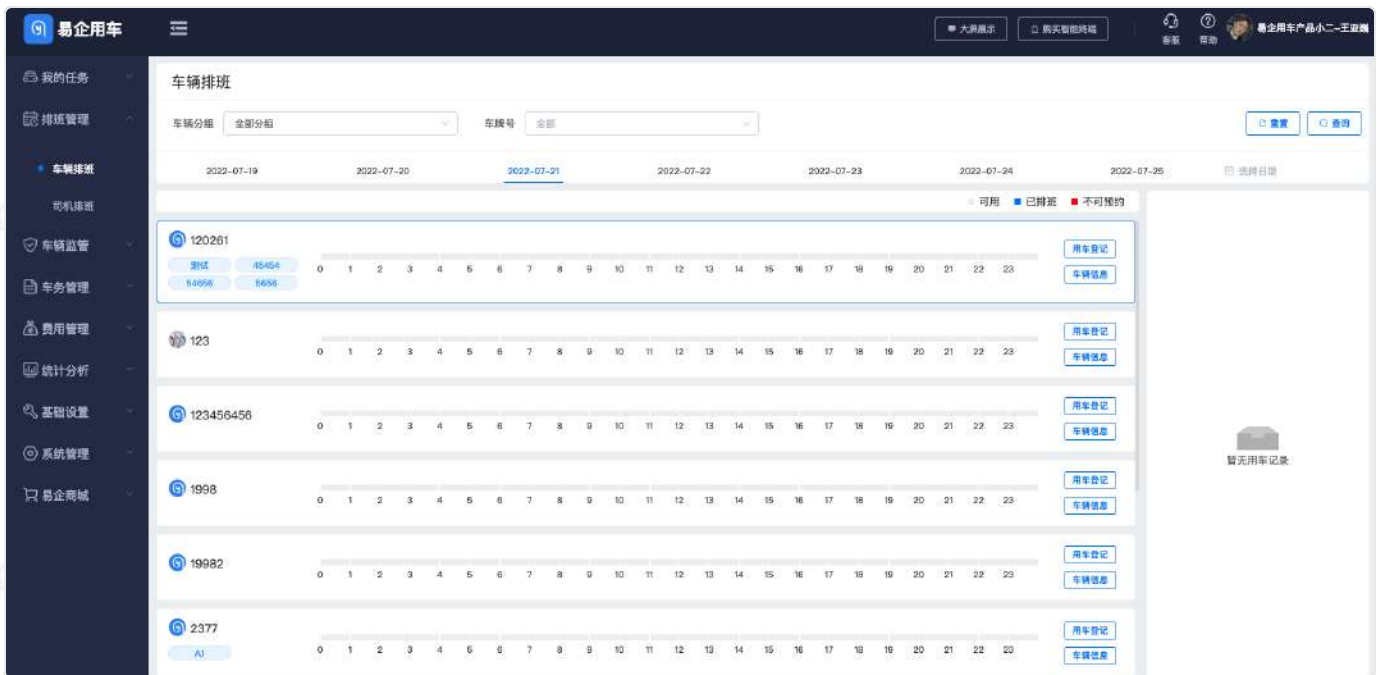 易企用车
大屏展示
购买智能终端
客服
帮助
易企用车产品小二-王亚巍
我的任务
排班管理
车辆排班
司机排班
车辆监管
车务管理
费用管理
统计分析
基础设置
系统管理
易企商城
车辆排班
车辆分组 全部分组
车牌号 全部
重置
查询
2022-07-19 2022-07-20 2022-07-21 2022-07-22 2022-07-23 2022-07-24 2022-07-25 选择日期
可用 已排班 不可预约
120261
测试 45454
54656 5656
0 1 2 3 4 5 6 7 8 9 10 11 12 13 14 15 16 17 18 19 20 21 22 23
用车登记
车辆信息
123
0 1 2 3 4 5 6 7 8 9 10 11 12 13 14 15 16 17 18 19 20 21 22 23
用车登记
车辆信息
123456456
0 1 2 3 4 5 6 7 8 9 10 11 12 13 14 15 16 17 18 19 20 21 22 23
用车登记
车辆信息
1998
0 1 2 3 4 5 6 7 8 9 10 11 12 13 14 15 16 17 18 19 20 21 22 23
用车登记
车辆信息
19982
0 1 2 3 4 5 6 7 8 9 10 11 12 13 14 15 16 17 18 19 20 21 22 23
用车登记
车辆信息
2377
A1
0 1 2 3 4 5 6 7 8 9 10 11 12 13 14 15 16 17 18 19 20 21 22 23
用车登记
车辆信息
暂无用车记录